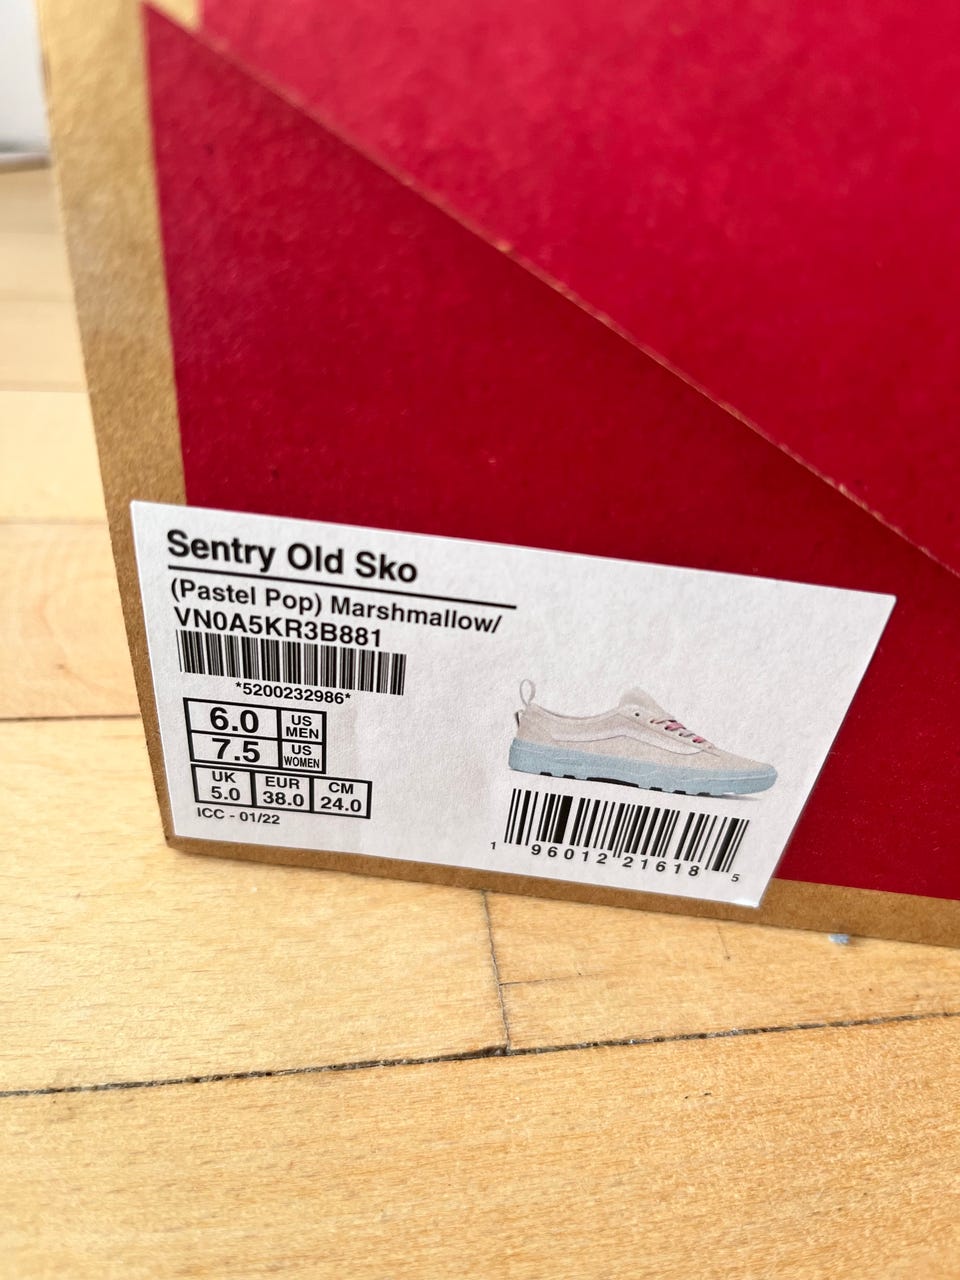 Sentry Old Sko
(Pastel Pop) Marshmallow/
VN0A5KR3B881
*5200232986*
6.0 US MEN
7.5 US WOMEN
UK EUR CM
5.0 38.0 24.0
ICC - 01/22
1 96012 21618 5